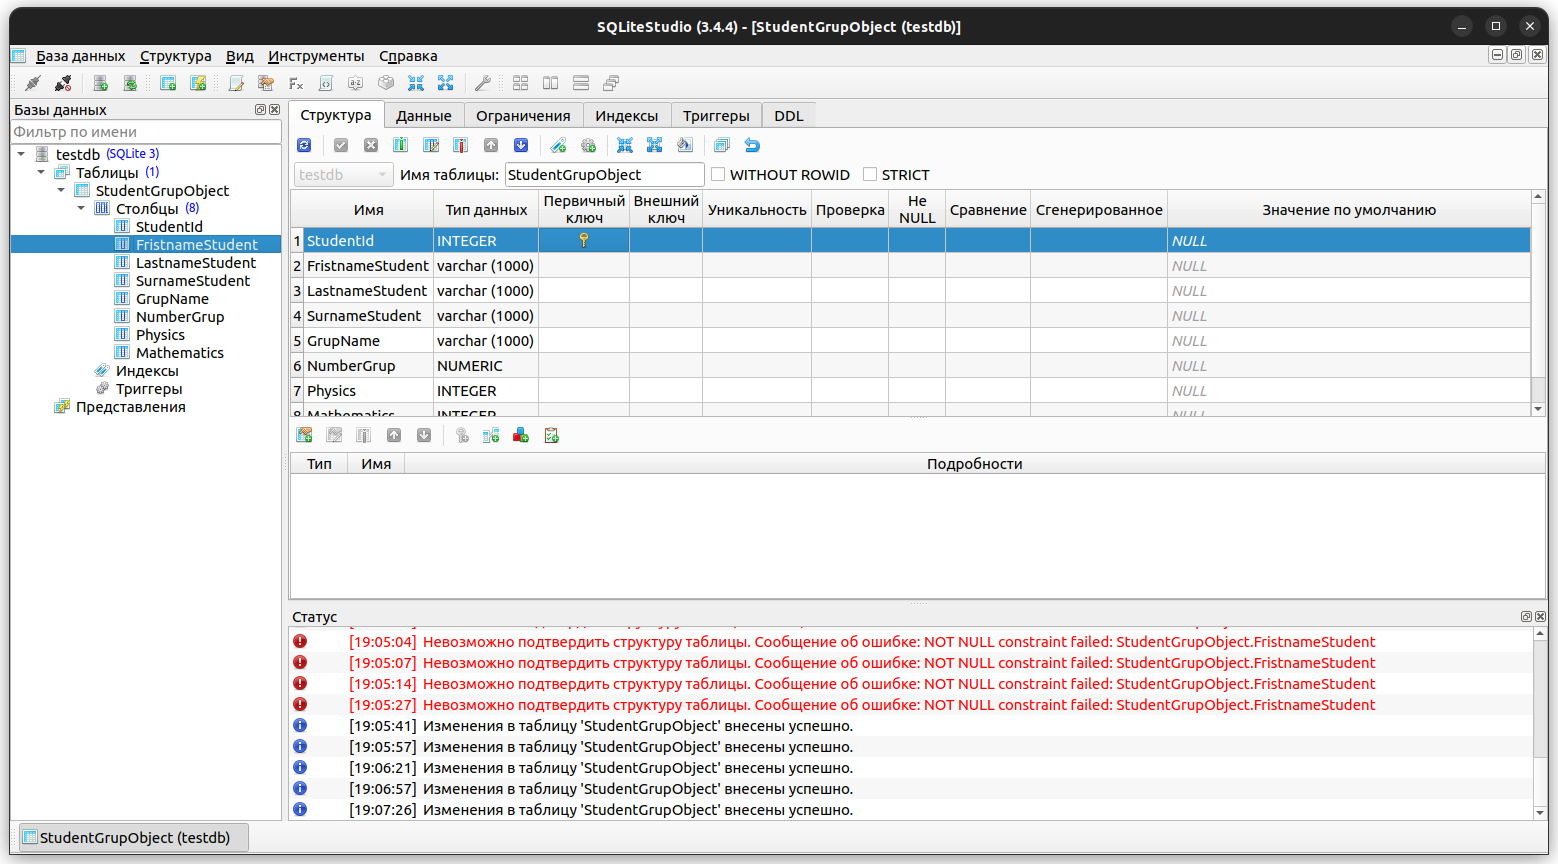 SQLiteStudio (3.4.4) - [StudentGrupObject (testdb)]
База данных Структура Вид Инструменты Справка
Базы данных
Фильтр по имени
testdb (SQLite 3)
Таблицы (1)
StudentGrupObject
Столбцы (8)
StudentId
FristnameStudent
LastnameStudent
SurnameStudent
GrupName
NumberGrup
Physics
Mathematics
Индексы
Триггеры
Представления
Структура Данные Ограничения Индексы Триггеры DDL
testdb Имя таблицы: StudentGrupObject WITHOUT ROWID STRICT
Имя Тип данных Первичный ключ Внешний ключ Уникальность Проверка Не NULL Сравнение Сгенерированное Значение по умолчанию
1 StudentId INTEGER NULL
2 FristnameStudent varchar (1000) NULL
3 LastnameStudent varchar (1000) NULL
4 SurnameStudent varchar (1000) NULL
5 GrupName varchar (1000) NULL
6 NumberGrup NUMERIC NULL
7 Physics INTEGER NULL
8 Mathematics INTEGER NULL
Тип Имя Подробности
Статус
[19:05:04] Невозможно подтвердить структуру таблицы. Сообщение об ошибке: NOT NULL constraint failed: StudentGrupObject.FristnameStudent
[19:05:07] Невозможно подтвердить структуру таблицы. Сообщение об ошибке: NOT NULL constraint failed: StudentGrupObject.FristnameStudent
[19:05:14] Невозможно подтвердить структуру таблицы. Сообщение об ошибке: NOT NULL constraint failed: StudentGrupObject.FristnameStudent
[19:05:27] Невозможно подтвердить структуру таблицы. Сообщение об ошибке: NOT NULL constraint failed: StudentGrupObject.FristnameStudent
[19:05:41] Изменения в таблицу 'StudentGrupObject' внесены успешно.
[19:05:57] Изменения в таблицу 'StudentGrupObject' внесены успешно.
[19:06:21] Изменения в таблицу 'StudentGrupObject' внесены успешно.
[19:06:57] Изменения в таблицу 'StudentGrupObject' внесены успешно.
[19:07:26] Изменения в таблицу 'StudentGrupObject' внесены успешно.
StudentGrupObject (testdb)